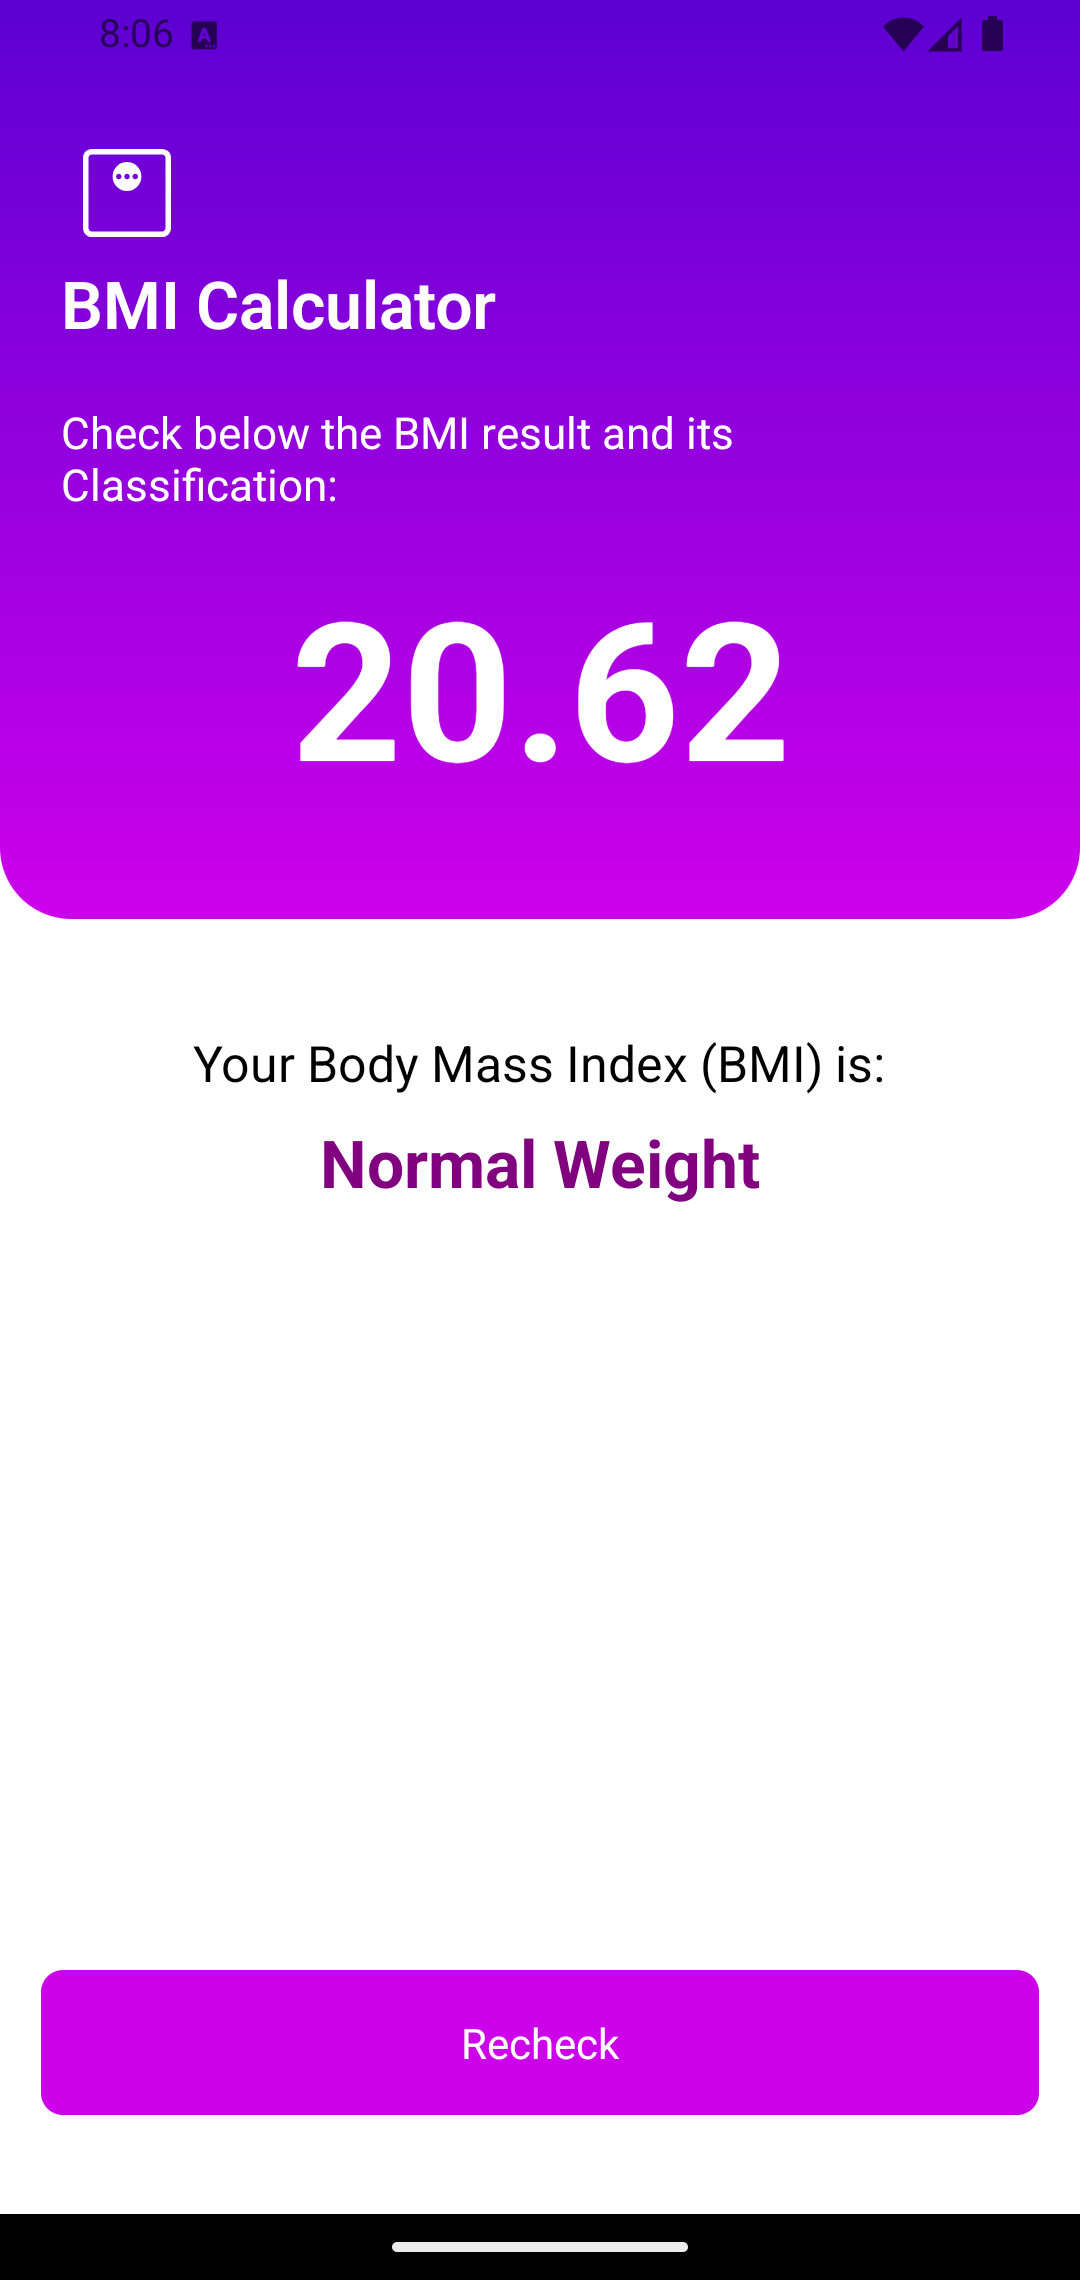 8:06
BMI Calculator
Check below the BMI result and its
Classification:
20.62
Your Body Mass Index (BMI) is:
Normal Weight
Recheck